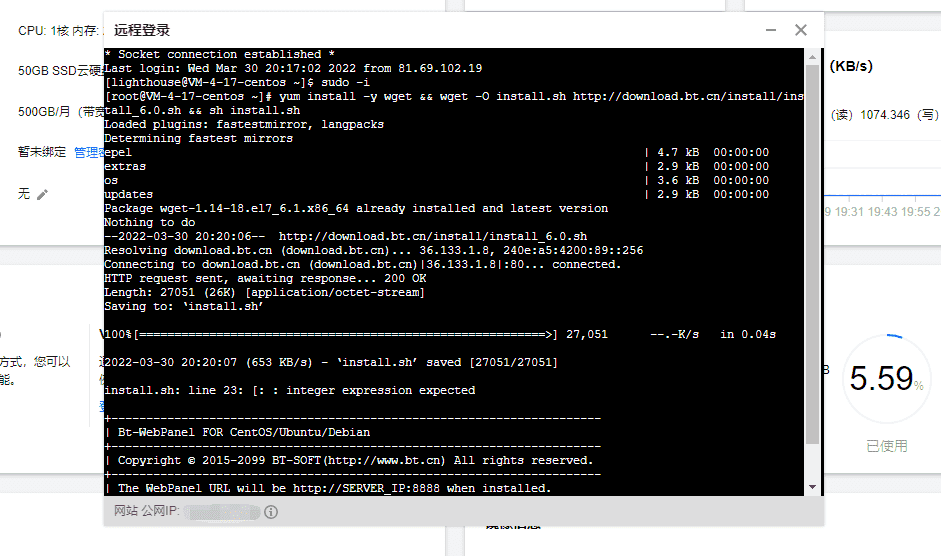 CPU: 1核 内存:
50GB SSD云硬
500GB/月（带宽
暂未绑定 管理
无
远程登录
* Socket connection established *
Last login: Wed Mar 30 20:17:02 2022 from 81.69.102.19
[lighthouse@VM-4-17-centos ~]$ sudo -i
[root@VM-4-17-centos ~]# yum install -y wget && wget -O install.sh http://download.bt.cn/install/ins
tall_6.0.sh && sh install.sh
Loaded plugins: fastestmirror, langpacks
Determining fastest mirrors
epel | 4.7 kB 00:00:00
extras | 2.9 kB 00:00:00
os | 3.6 kB 00:00:00
updates | 2.9 kB 00:00:00
Package wget-1.14-18.el7_6.1.x86_64 already installed and latest version
Nothing to do
--2022-03-30 20:20:06-- http://download.bt.cn/install/install_6.0.sh
Resolving download.bt.cn (download.bt.cn)... 36.133.1.8, 240e:a5:4200:89::256
Connecting to download.bt.cn (download.bt.cn)|36.133.1.8|:80... connected.
HTTP request sent, awaiting response... 200 OK
Length: 27051 (26K) [application/octet-stream]
Saving to: ‘install.sh’
100%[==========================================================>] 27,051 --.-K/s in 0.04s
2022-03-30 20:20:07 (653 KB/s) - ‘install.sh’ saved [27051/27051]
install.sh: line 23: [: : integer expression expected
+----------------------------------------------------------------------
| Bt-WebPanel FOR CentOS/Ubuntu/Debian
+----------------------------------------------------------------------
| Copyright © 2015-2099 BT-SOFT(http://www.bt.cn) All rights reserved.
+----------------------------------------------------------------------
| The WebPanel URL will be http://SERVER_IP:8888 when installed.
网站 公网IP:
(KB/s)
（读）1074.346（写）
9 19:31 19:43 19:55 2
方式，您可以
能。
B
5.59%
已使用